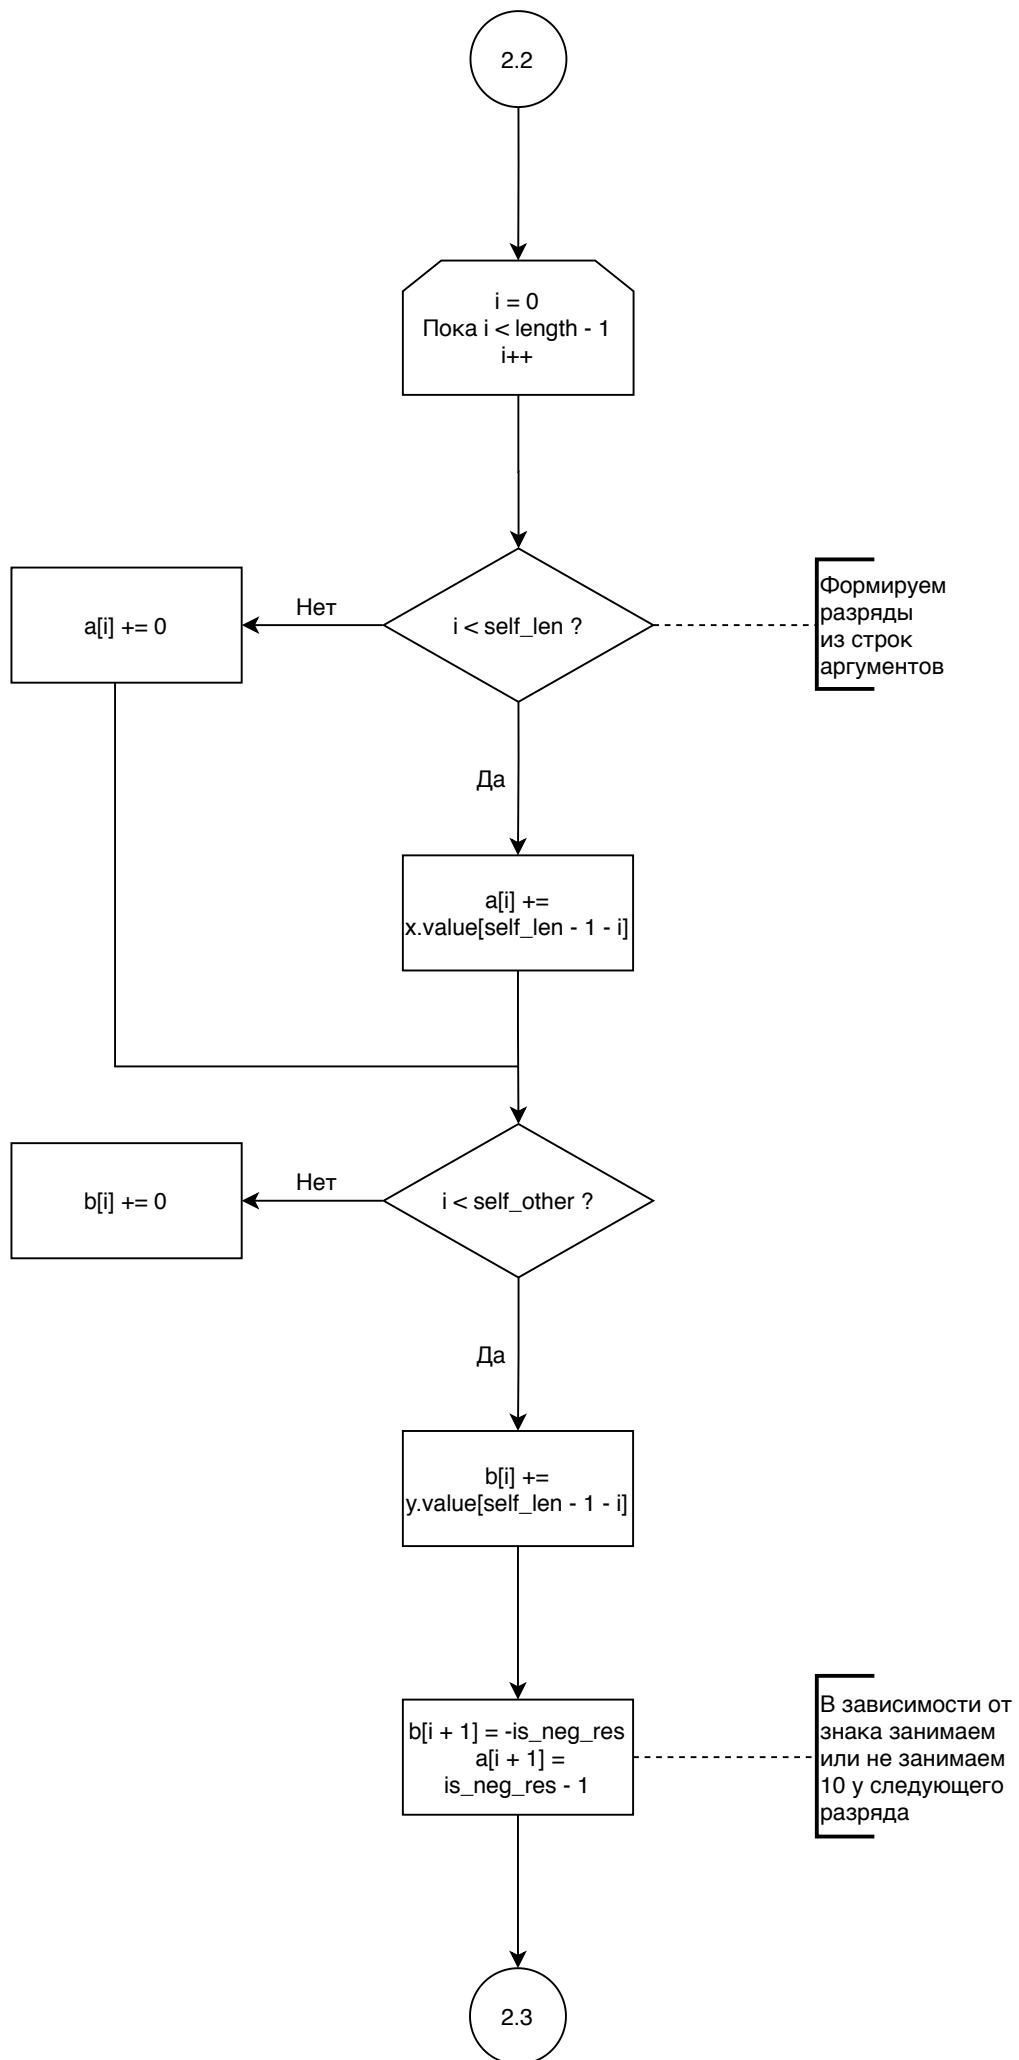 2.2
i = 0
Пока i < length - 1
i++
i < self_len ?
Нет
a[i] += 0
Формируем
разряды
из строк
аргументов
Да
a[i] +=
x.value[self_len - 1 - i]
i < self_other ?
Нет
b[i] += 0
Да
b[i] +=
y.value[self_len - 1 - i]
b[i + 1] = -is_neg_res
a[i + 1] =
is_neg_res - 1
В зависимости от
знака занимаем
или не занимаем
10 у следующего
разряда
2.3